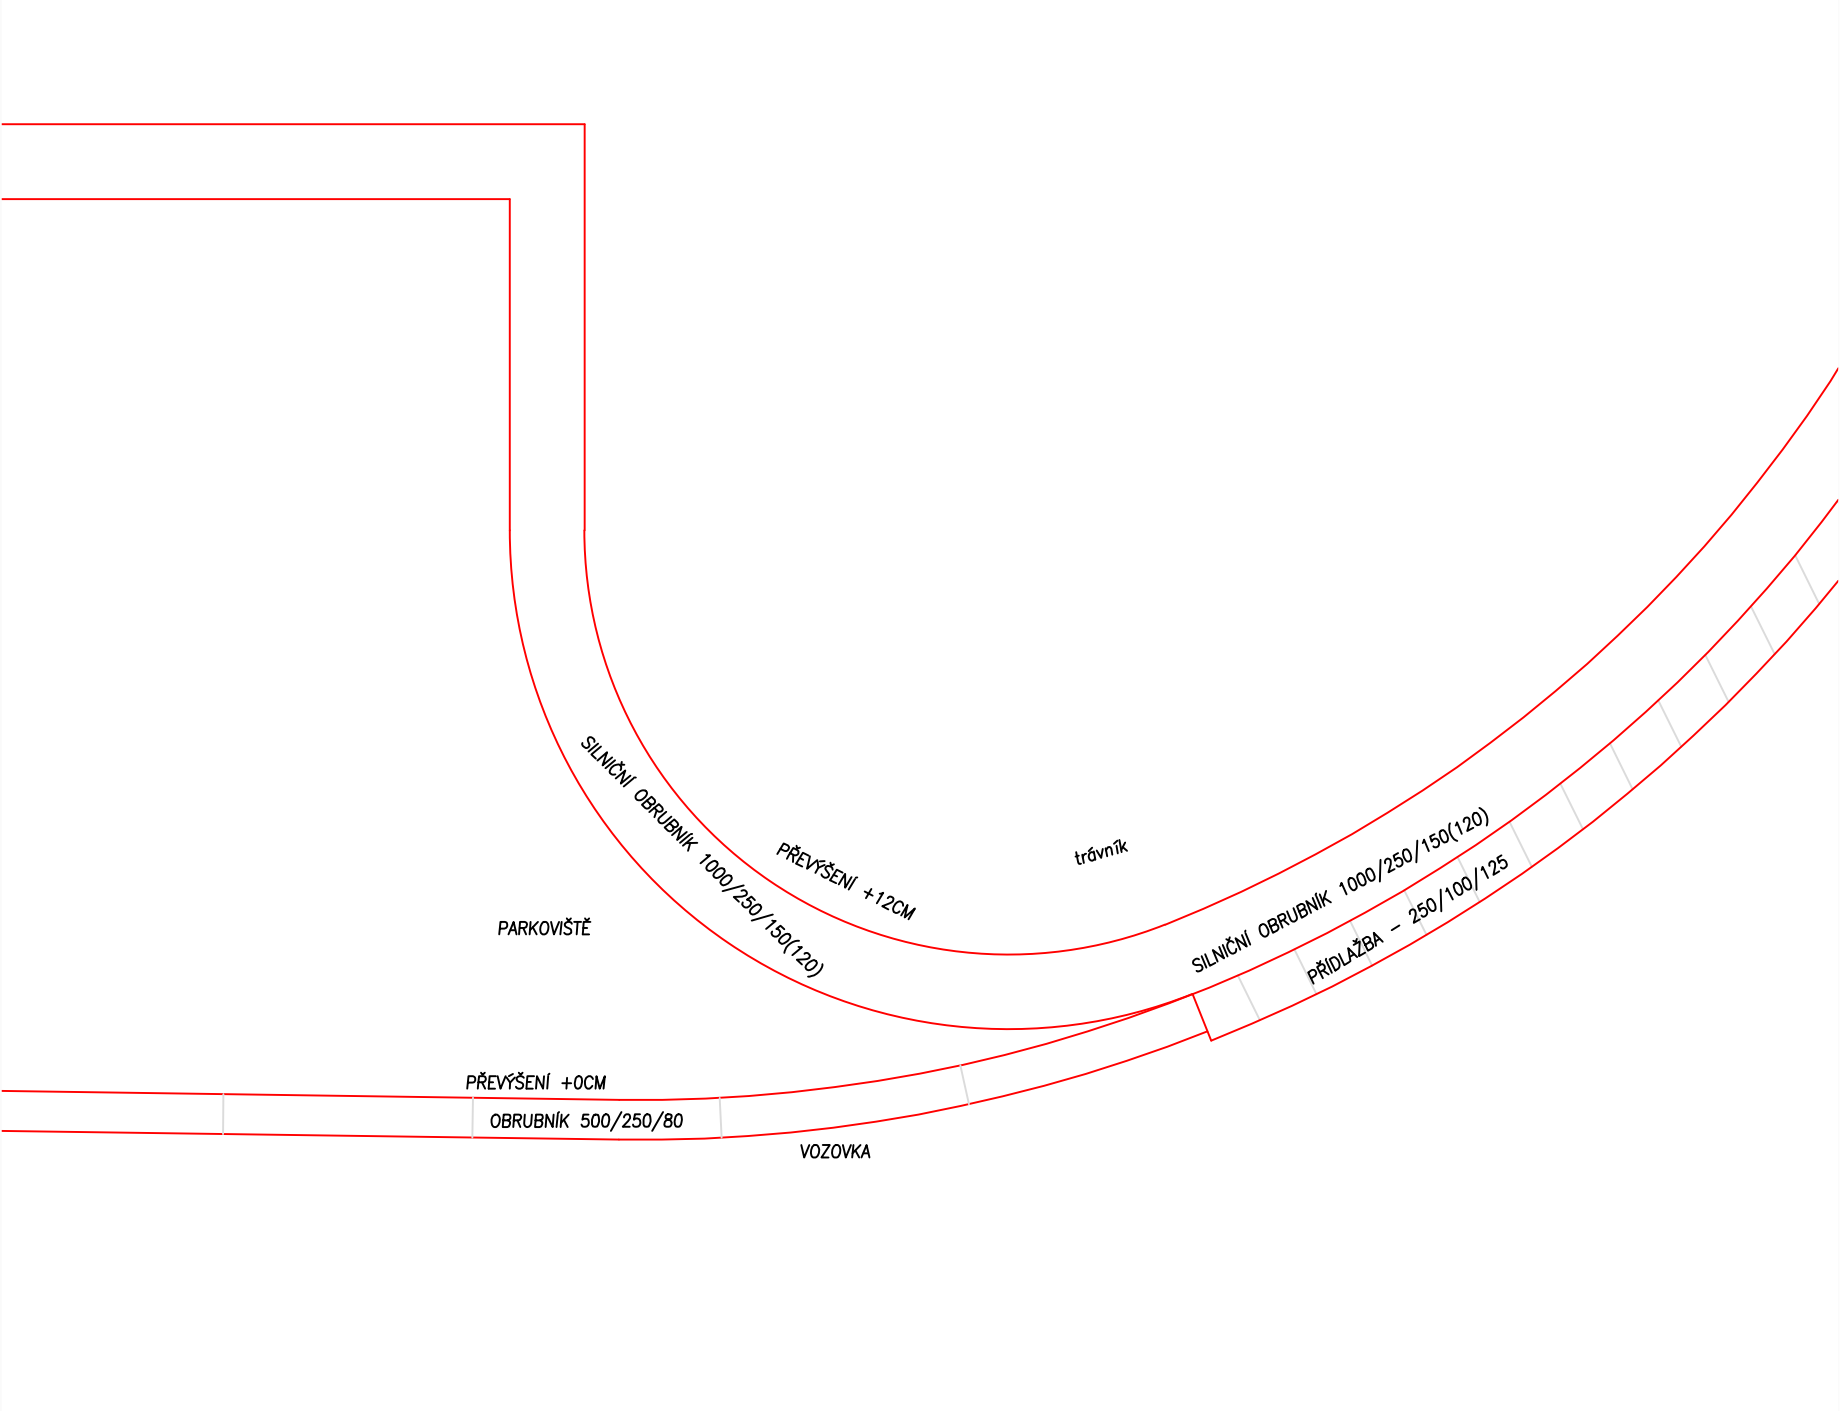 SILNIČNÍ OBRUBNÍK 1000/250/150(120)
PŘEVÝŠENÍ +12CM
trávník
SILNIČNÍ OBRUBNÍK 1000/250/150(120)
PŘÍDLAŽBA - 250/100/125
PARKOVIŠTĚ
PŘEVÝŠENÍ +0CM
OBRUBNÍK 500/250/80
VOZOVKA